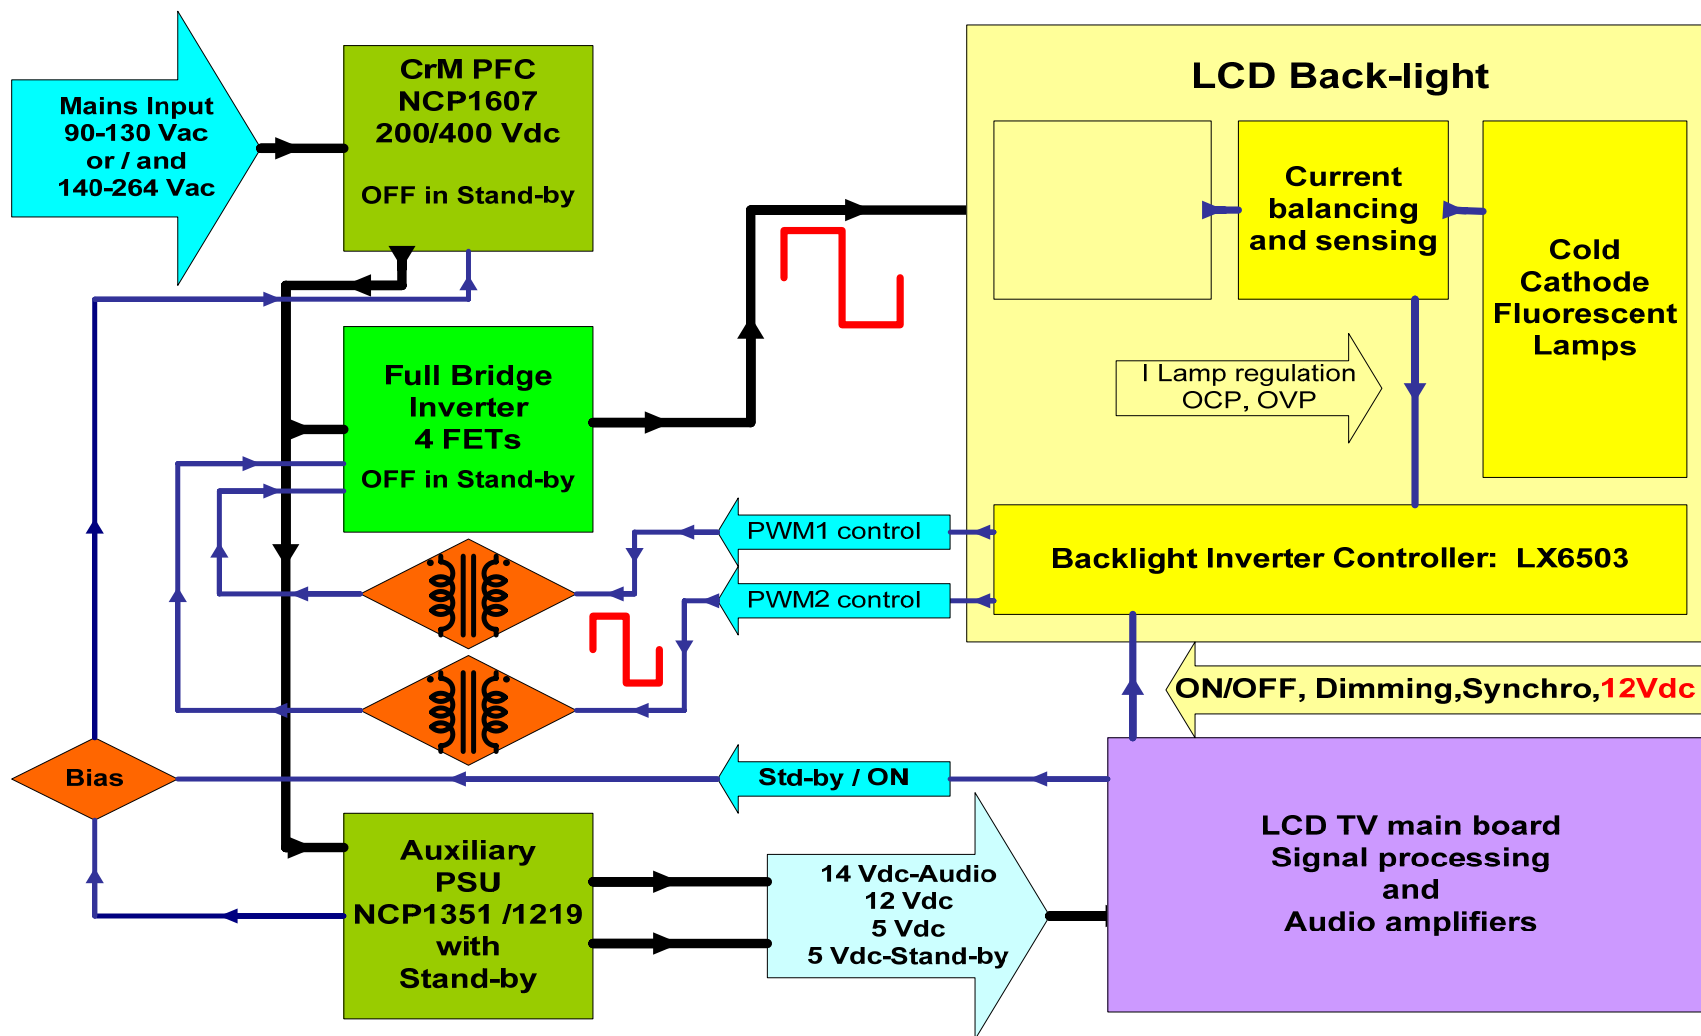 Mains Input
90-130 Vac
or / and
140-264 Vac
CrM PFC
NCP1607
200/400 Vdc
OFF in Stand-by
LCD Back-light
Current
balancing
and sensing
Cold
Cathode
Fluorescent
Lamps
I Lamp regulation
OCP, OVP
Full Bridge
Inverter
4 FETs
OFF in Stand-by
PWM1 control
PWM2 control
Backlight Inverter Controller:  LX6503
ON/OFF, Dimming,Synchro,12Vdc
Bias
Std-by / ON
Auxiliary
PSU
NCP1351 /1219
with
Stand-by
14 Vdc-Audio
12 Vdc
5 Vdc
5 Vdc-Stand-by
LCD TV main board
Signal processing
and
Audio amplifiers